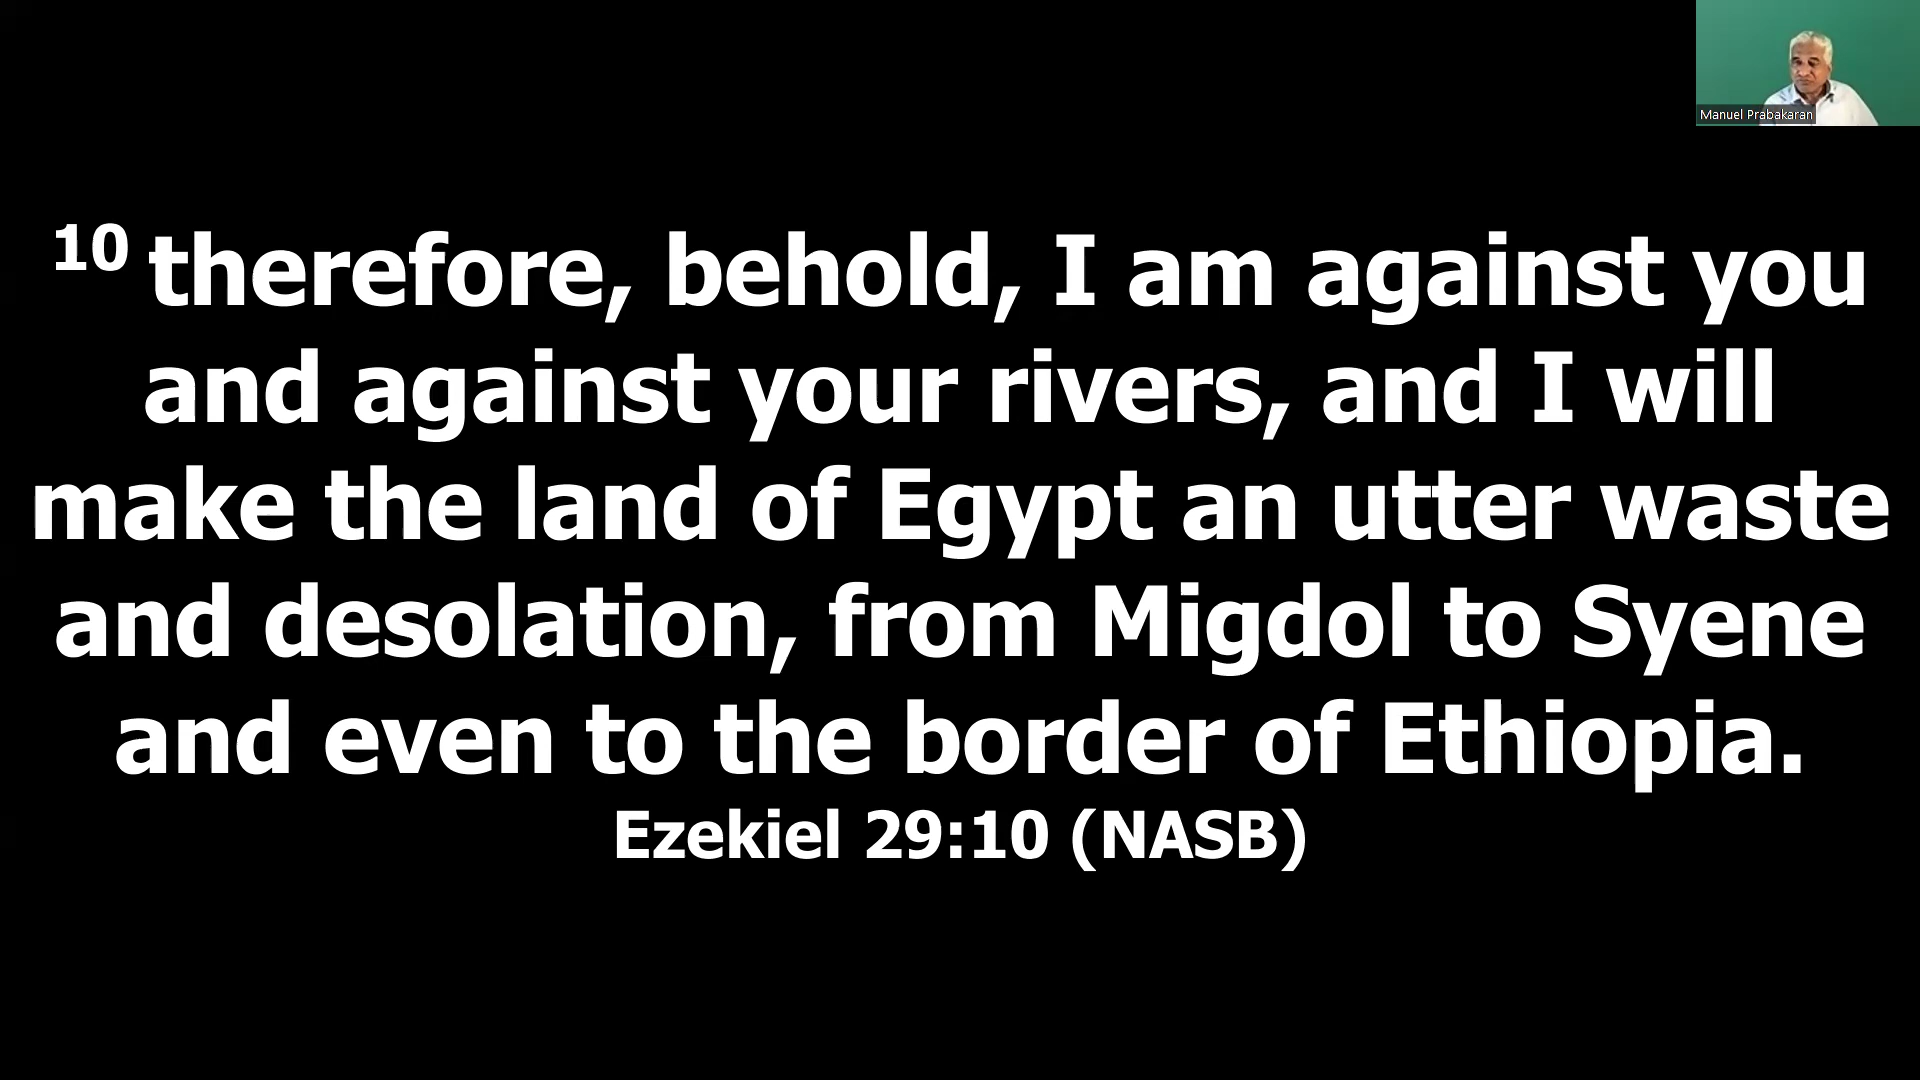 Manuel Prabakaran
10 therefore, behold, I am against you
and against your rivers, and I will
make the land of Egypt an utter waste
and desolation, from Migdol to Syene
and even to the border of Ethiopia.
Ezekiel 29:10 (NASB)